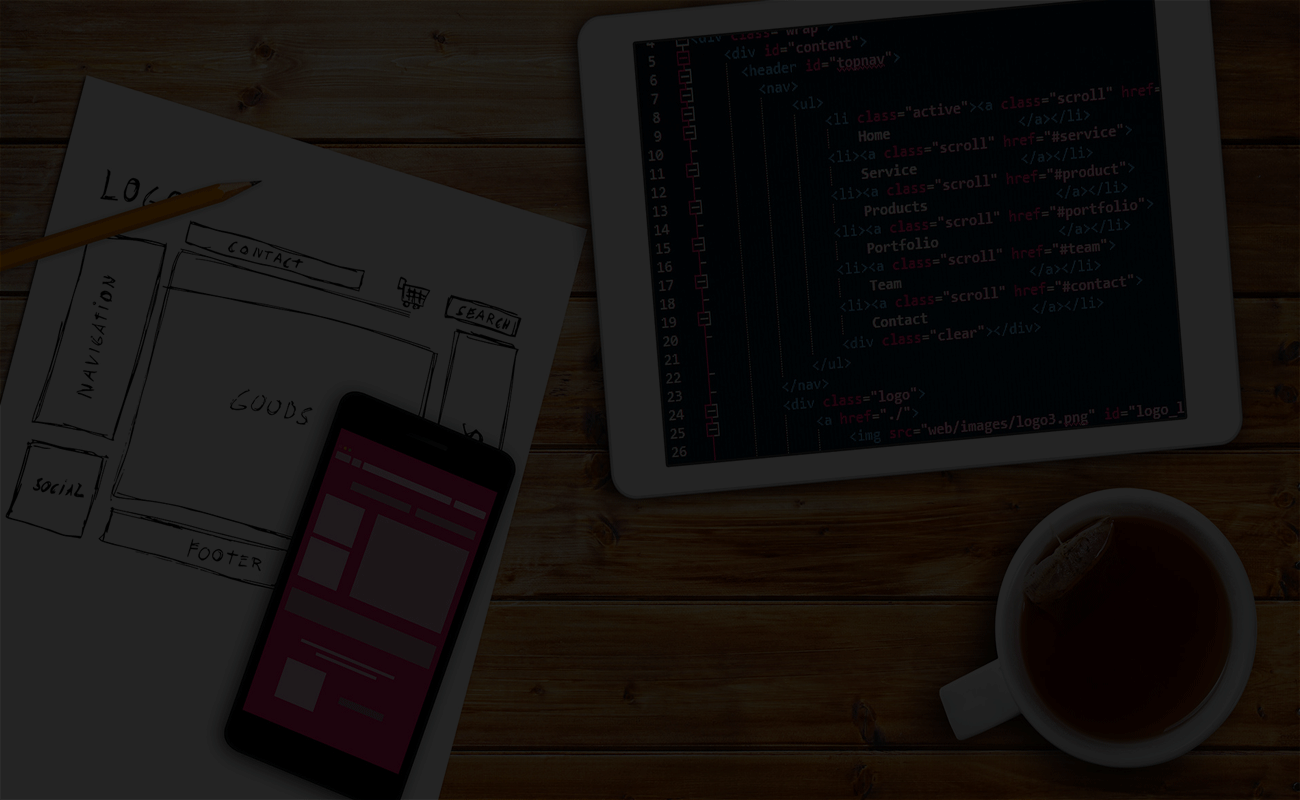 LOGO
CONTACT
NAVIGATION
SEARCH
GOODS
SOCIAL
FOOTER
4 <div class="wrap">
5 <div id="content">
6 <header id="topnav">
7 <nav>
8 <ul>
9 <li class="active"><a class="scroll" href=
10 Home </a></li>
11 <li><a class="scroll" href="#service">
12 Service </a></li>
13 <li><a class="scroll" href="#product">
14 Products </a></li>
15 <li><a class="scroll" href="#portfolio">
16 Portfolio </a></li>
17 <li><a class="scroll" href="#team">
18 Team </a></li>
19 <li><a class="scroll" href="#contact">
20 Contact </a></li>
21 <div class="clear"></div>
22 </ul>
23 </nav>
24 <div class="logo">
25 <a href="./">
26 <img src="web/images/logo3.png" id="logo_l